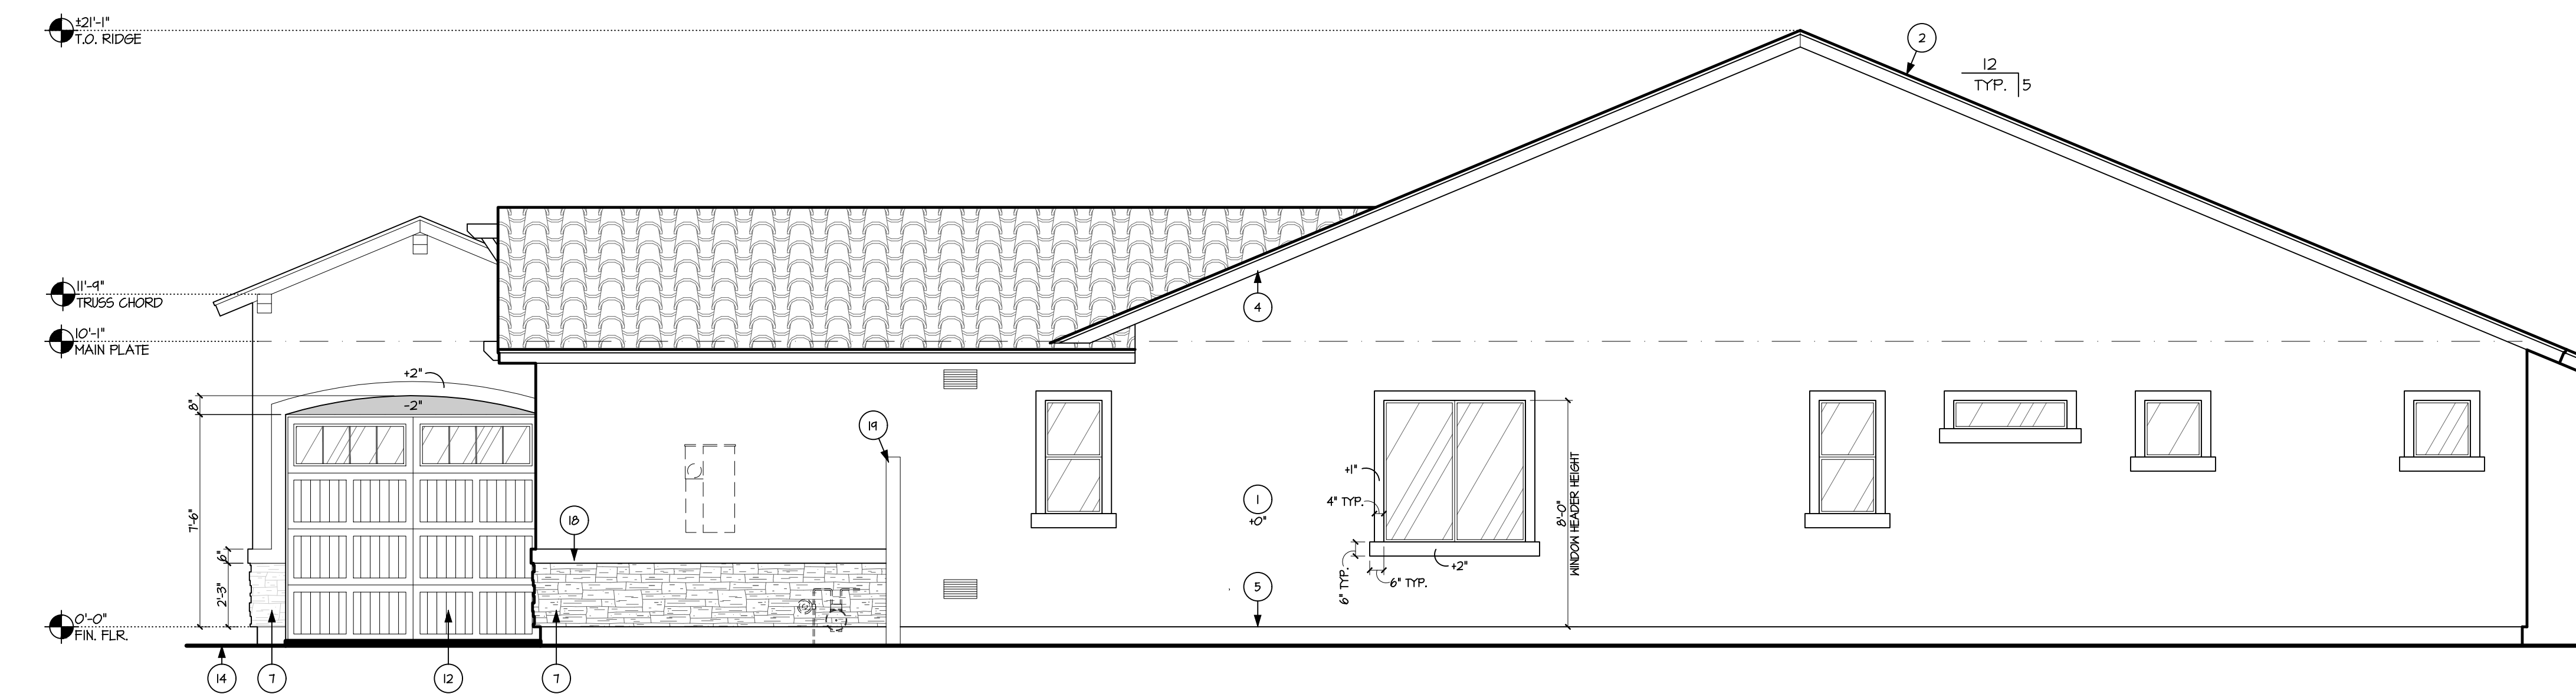 ±21'-1"
T.O. RIDGE
2
12
TYP. 5
11'-9"
TRUSS CHORD
4
10'-1"
MAIN PLATE
+2"
-2"
8"
19
+1"
4" TYP.
1
+0"
8'-0"
WINDOW HEADER HEIGHT
7'-6"
18
6"
+2"
6" TYP.
6" TYP.
2'-3"
5
0'-0"
FIN. FLR.
14
7
12
7